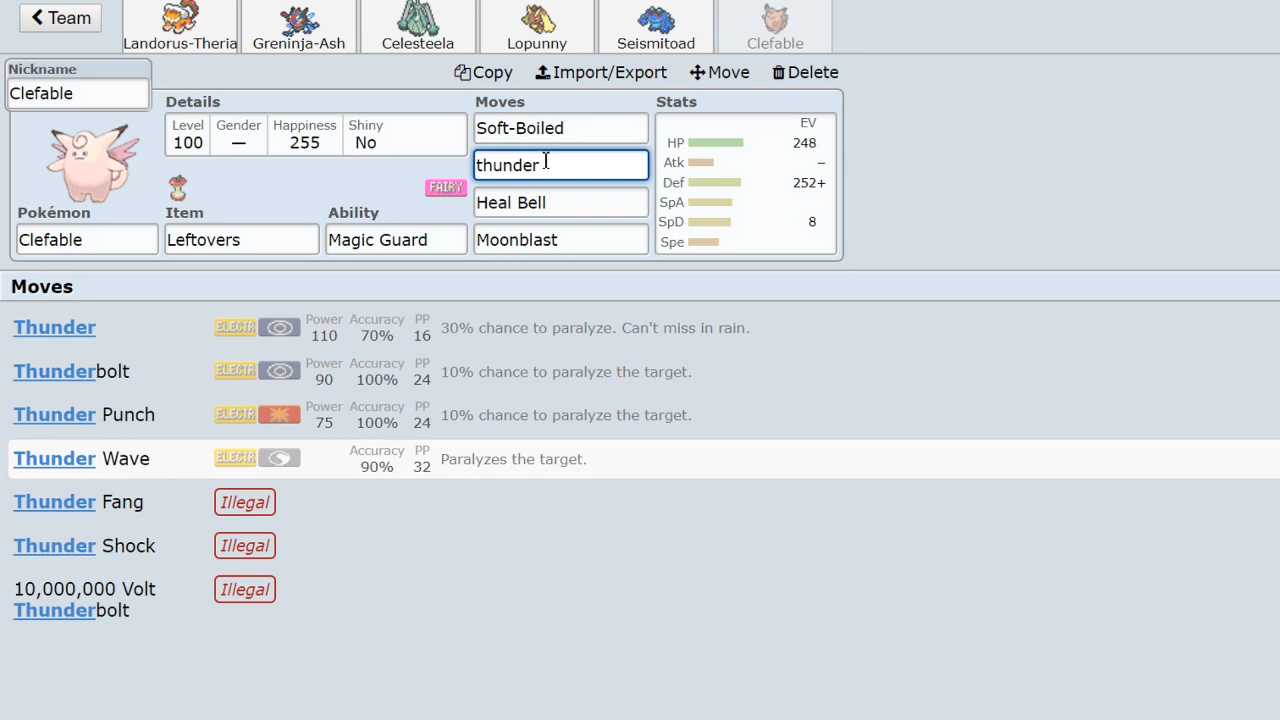 Team
Landorus-Theria
Greninja-Ash
Celesteela
Lopunny
Seismitoad
Clefable
Nickname
Clefable
Copy
Import/Export
Move
Delete
Details
Moves
Stats
Level
100
Gender
—
Happiness
255
Shiny
No
FAIRY
Pokémon
Clefable
Item
Leftovers
Ability
Magic Guard
Soft-Boiled
thunder
Heal Bell
Moonblast
EV
HP 248
Atk –
Def 252+
SpA
SpD 8
Spe
Moves
Thunder ELECTR Power 110 Accuracy 70% PP 16 30% chance to paralyze. Can't miss in rain.
Thunderbolt ELECTR Power 90 Accuracy 100% PP 24 10% chance to paralyze the target.
Thunder Punch ELECTR Power 75 Accuracy 100% PP 24 10% chance to paralyze the target.
Thunder Wave ELECTR Accuracy 90% PP 32 Paralyzes the target.
Thunder Fang Illegal
Thunder Shock Illegal
10,000,000 Volt Illegal
Thunderbolt